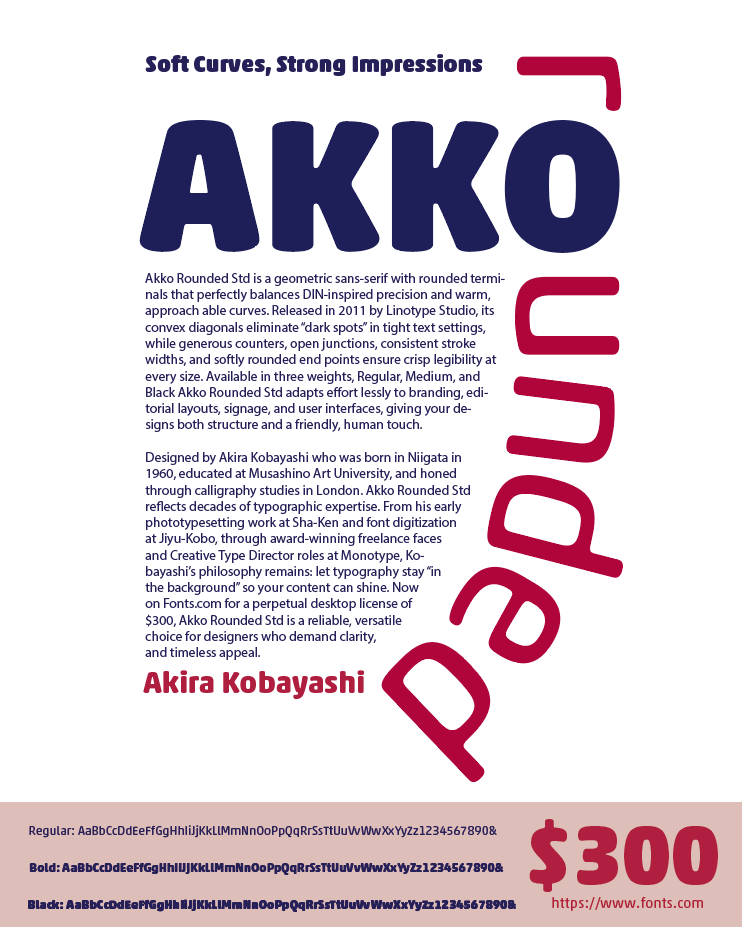 Soft Curves, Strong Impressions
AKKO
rounded
Akko Rounded Std is a geometric sans-serif with rounded termi-
nals that perfectly balances DIN-inspired precision and warm,
approach able curves. Released in 2011 by Linotype Studio, its
convex diagonals eliminate “dark spots” in tight text settings,
while generous counters, open junctions, consistent stroke
widths, and softly rounded end points ensure crisp legibility at
every size. Available in three weights, Regular, Medium, and
Black Akko Rounded Std adapts effort lessly to branding, edi-
torial layouts, signage, and user interfaces, giving your de-
signs both structure and a friendly, human touch.
Designed by Akira Kobayashi who was born in Niigata in
1960, educated at Musashino Art University, and honed
through calligraphy studies in London. Akko Rounded Std
reflects decades of typographic expertise. From his early
phototypesetting work at Sha-Ken and font digitization
at Jiyu-Kobo, through award-winning freelance faces
and Creative Type Director roles at Monotype, Ko-
bayashi’s philosophy remains: let typography stay “in
the background” so your content can shine. Now
on Fonts.com for a perpetual desktop license of
$300, Akko Rounded Std is a reliable, versatile
choice for designers who demand clarity,
and timeless appeal.
Akira Kobayashi
Regular: AaBbCcDdEeFfGgHhIiJjKkLlMmNnOoPpQqRrSsTtUuVvWwXxYyZz1234567890&
Bold: AaBbCcDdEeFfGgHhIiJjKkLlMmNnOoPpQqRrSsTtUuVvWwXxYyZz1234567890&
Black: AaBbCcDdEeFfGgHhIiJjKkLlMmNnOoPpQqRrSsTtUuVvWwXxYyZz1234567890&
$300
https://www.fonts.com